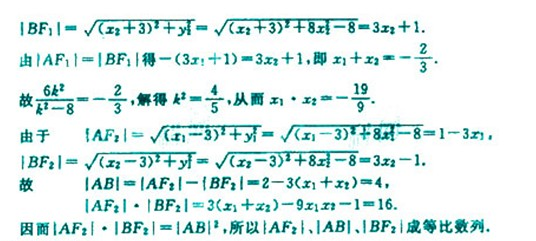 |BF₁|=√((x₂+3)²+y₂²)=√((x₂+3)²+8x₂²-8)=3x₂+1.
由|AF₁|=|BF₁|得-(3x₁+1)=3x₂+1,即 x₁+x₂=-2/3.
故 6k²/(k²-8)=-2/3,解得 k²=4/5,从而 x₁·x₂=-19/9.
由于 |AF₂|=√((x₁-3)²+y₁²)=√((x₁-3)²+8x₁²-8)=1-3x₁,
|BF₂|=√((x₂-3)²+y₂²)=√((x₂-3)²+8x₂²-8)=3x₂-1.
故 |AB|=|AF₂|-|BF₂|=2-3(x₁+x₂)=4,
|AF₂|·|BF₂|=3(x₁+x₂)-9x₁x₂-1=16.
因而|AF₂|·|BF₂|=|AB|²,所以|AF₂|、|AB|、|BF₂|成等比数列.